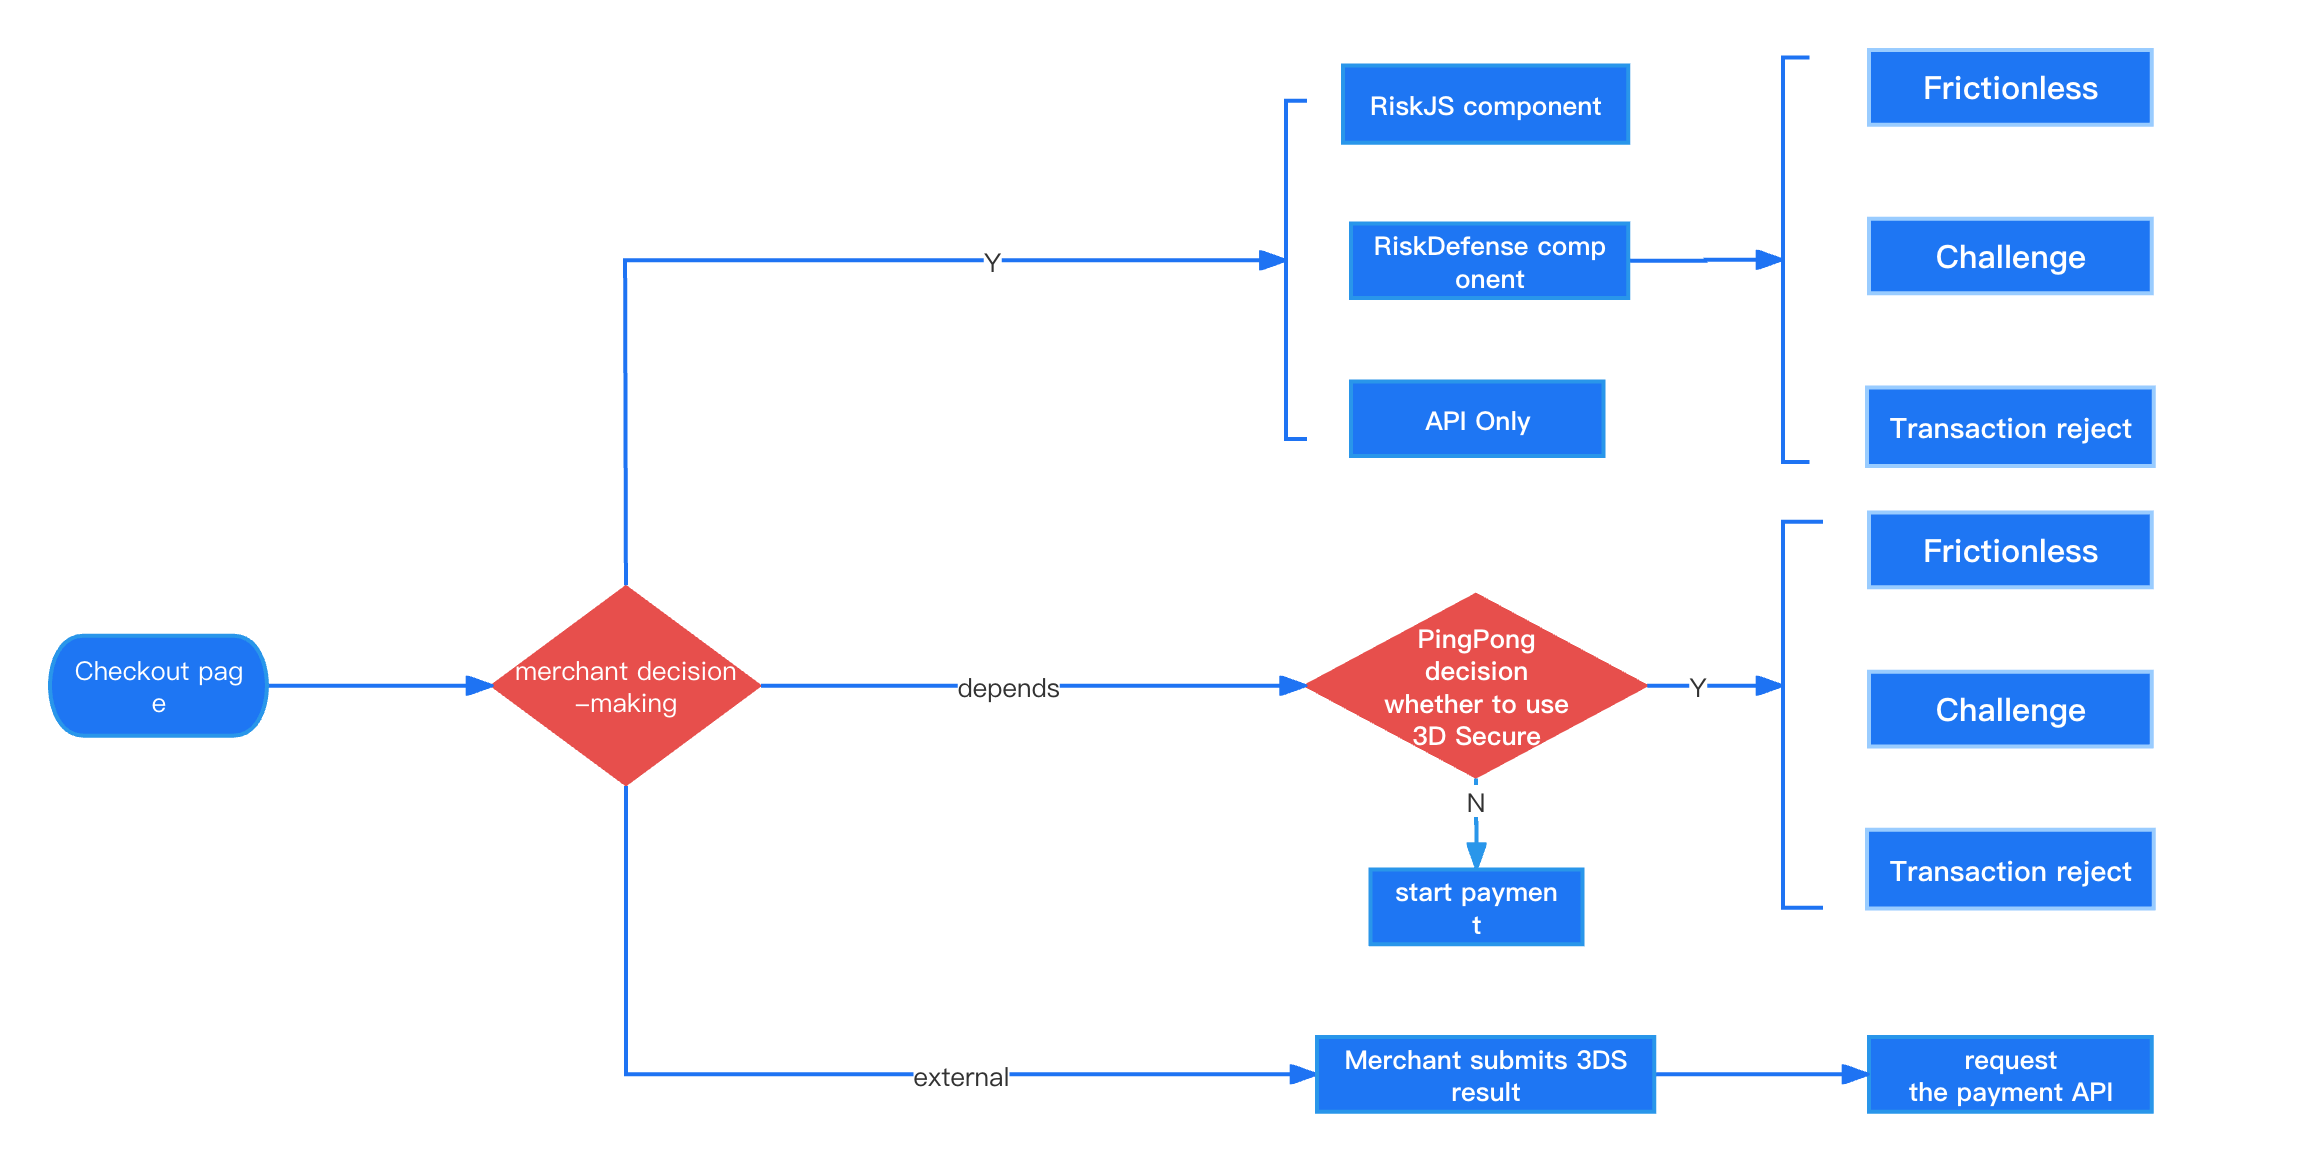 Frictionless
RiskJS component
RiskDefense comp
onent
Y
Challenge
API Only
Transaction reject
Frictionless
Checkout pag
e
merchant decision
-making
depends
PingPong
decision
whether to use
3D Secure
Y
Challenge
N
start paymen
t
Transaction reject
external
Merchant submits 3DS
result
request
the payment API